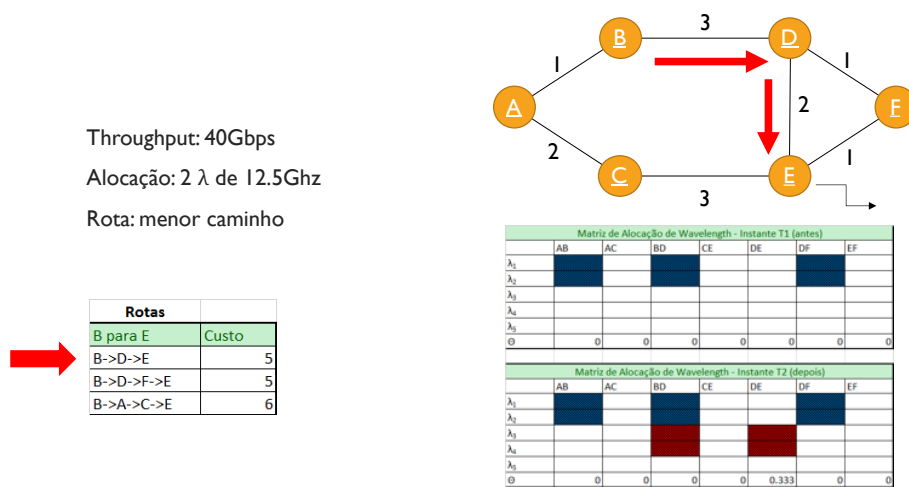 Throughput: 40Gbps
Alocação: 2 λ de 12.5Ghz
Rota: menor caminho
Rotas
B para E Custo
B->D->E 5
B->D->F->E 5
B->A->C->E 6
B 3 D
1 1
A 2 F
2 1
C 3 E
Matriz de Alocação de Wavelength - Instante T1 (antes)
AB AC BD CE DE DF EF
λ1
λ2
λ3
λ4
λ5
Θ 0 0 0 0 0 0 0
Matriz de Alocação de Wavelength - Instante T2 (depois)
AB AC BD CE DE DF EF
λ1
λ2
λ3
λ4
λ5
Θ 0 0 0 0 0.333 0 0